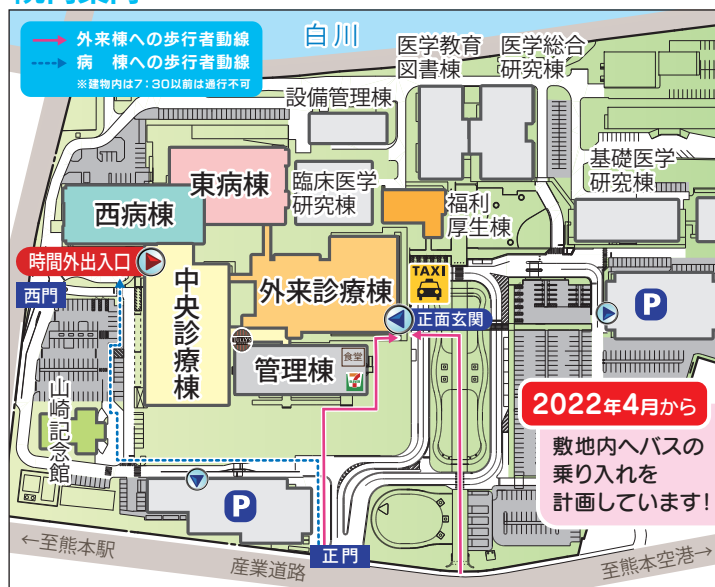 外来棟への歩行者動線
病　棟への歩行者動線
※建物内は7：30以前は通行不可
白川
医学教育
図書棟
医学総合
研究棟
設備管理棟
基礎医学
研究棟
東病棟
臨床医学
研究棟
西病棟
福利
厚生棟
時間外出入口
西門
中央診療棟
外来診療棟
TAXI
正面玄関
P
管理棟
食堂
山崎記念館
2022年4月から
敷地内へバスの
乗り入れを
計画しています!
P
←至熊本駅
産業道路
正門
至熊本空港→